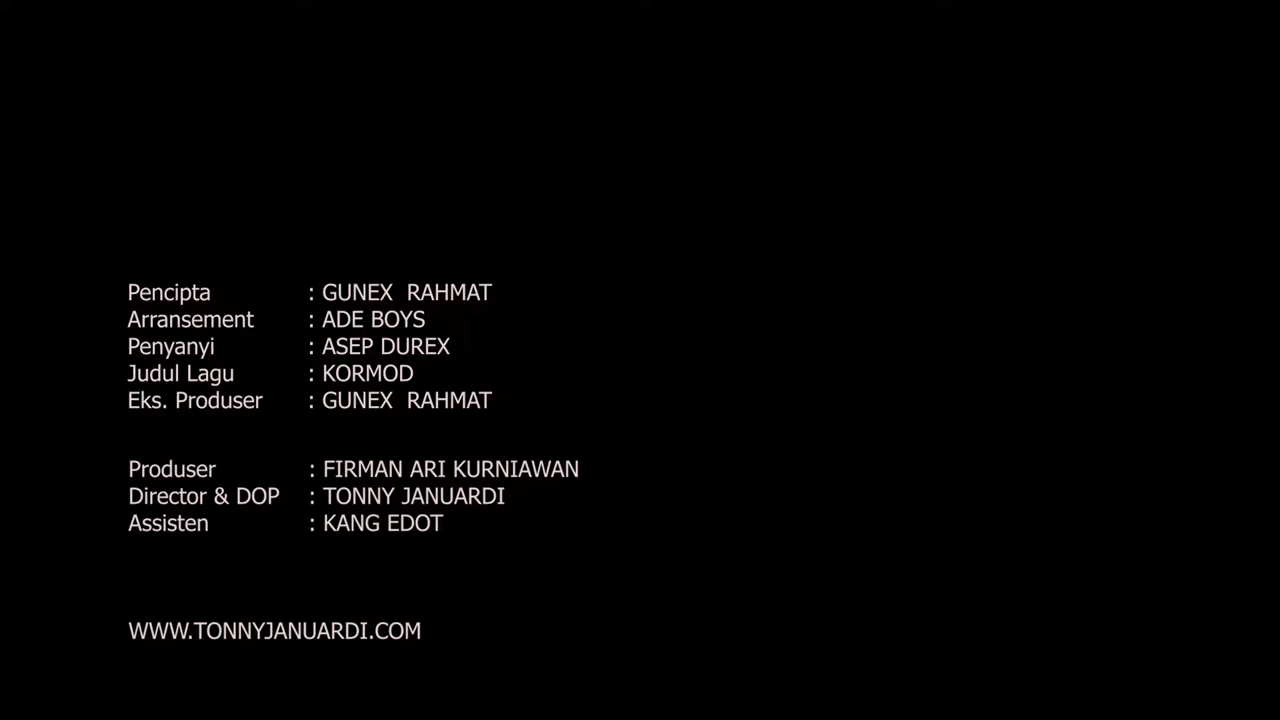 Pencipta : GUNEX RAHMAT
Arransement : ADE BOYS
Penyanyi : ASEP DUREX
Judul Lagu : KORMOD
Eks. Produser : GUNEX RAHMAT
Produser : FIRMAN ARI KURNIAWAN
Director & DOP : TONNY JANUARDI
Assisten : KANG EDOT
WWW.TONNYJANUARDI.COM